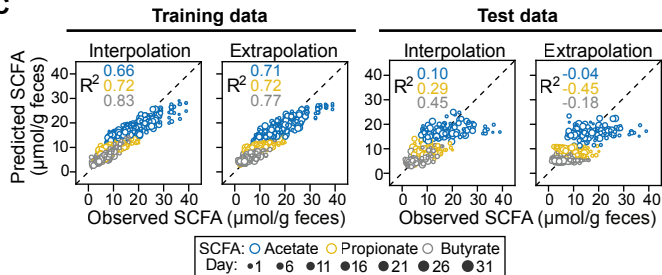 C
Training data Test data
Interpolation Extrapolation Interpolation Extrapolation
Predicted SCFA
(µmol/g feces)
40
30
20
10
0
R² 0.66 0.72 0.83
R² 0.71 0.72 0.77
40
30
20
10
0
R² 0.10 0.29 0.45
R² -0.04 -0.45 -0.18
0 10 20 30 40 0 10 20 30 40 0 10 20 30 40 0 10 20 30 40
Observed SCFA (µmol/g feces) Observed SCFA (µmol/g feces)
SCFA: Acetate Propionate Butyrate
Day: 1 6 11 16 21 26 31